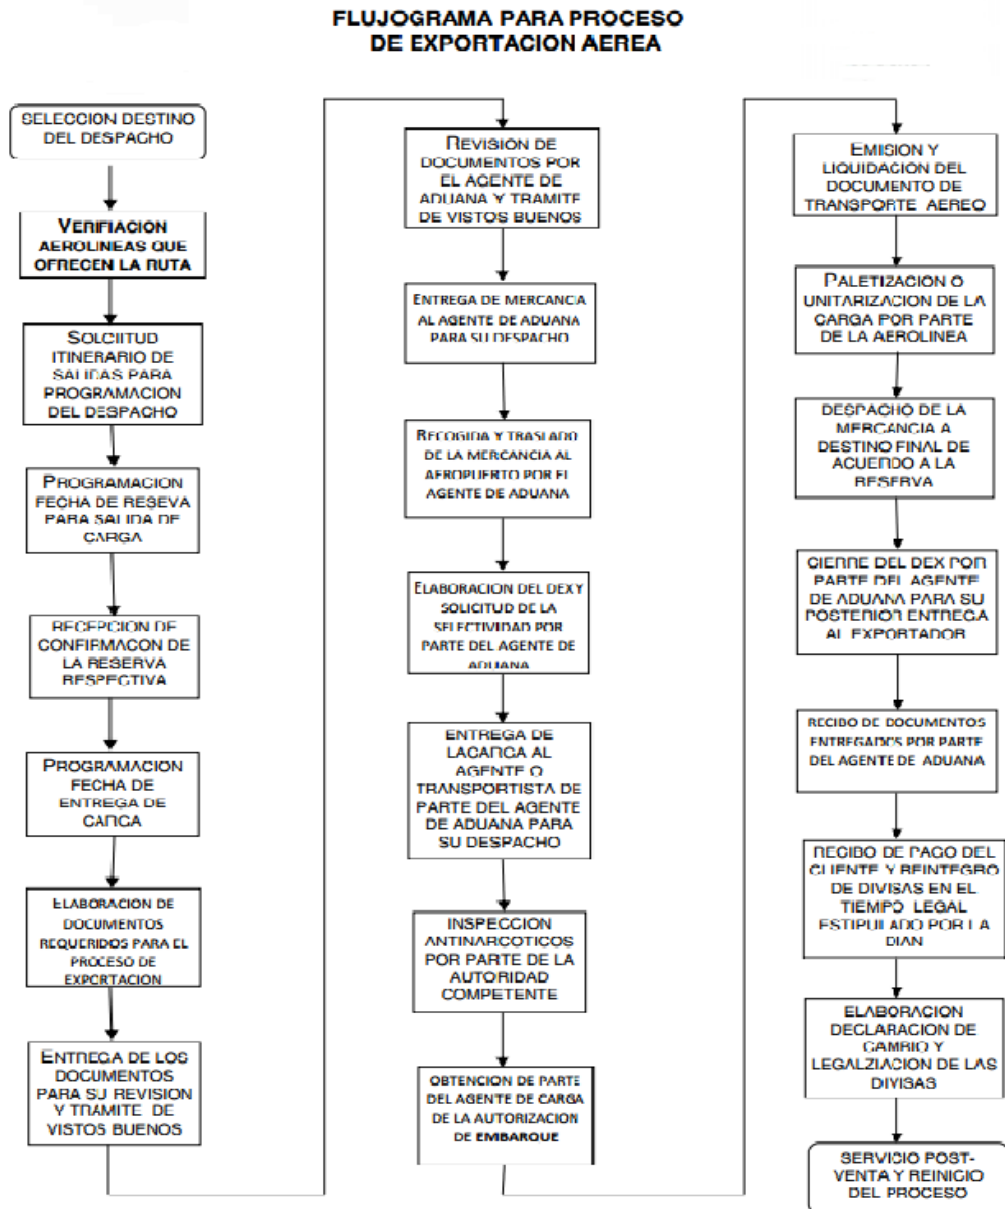 FLUJOGRAMA PARA PROCESO
DE EXPORTACION AEREA
SELECCION DESTINO
DEL DESPACHO
VERIFIACION
AEROLINEAS QUE
OFRECEN LA RUTA
SOLCIITUD
ITINERARIO DE
SALIDAS PARA
PROGRAMACION
DEL DESPACHO
PROGRAMACION
FECHA DE RESEVA
PARA SALIDA DE
CARGA
RECEPCION DE
CONFIRMACON DE
LA RESERVA
RESPECTIVA
PROGRAMACION
FECHA DE
ENTREGA DE
CARGA
ELABORACION DE
DOCUMENTOS
REQUERIDOS PARA EL
PROCESO DE
EXPORTACION
ENTREGA DE LOS
DOCUMENTOS
PARA SU REVISION
Y TRAMITE DE
VISTOS BUENOS
REVISION DE
DOCUMENTOS POR
EL AGENTE DE
ADUANA Y TRAMITE
DE VISTOS BUENOS
ENTREGA DE MERCANCIA
AL AGENTE DE ADUANA
PARA SU DESPACHO
RECOGIDA Y TRASLADO
DE LA MERCANCIA AL
AEROPUERTO POR EL
AGENTE DE ADUANA
ELABORACION DEL DEXY
SOLICITUD DE LA
SELECTIVIDAD POR
PARTE DEL AGENTE DE
ADUANA
ENTREGA DE
LACARGA AL
AGENTE O
TRANSPORTISTA DE
PARTE DEL AGENTE
DE ADUANA PARA
SU DESPACHO
INSPECCION
ANTINARCOTICOS
POR PARTE DE LA
AUTORIDAD
COMPETENTE
OBTENCION DE PARTE
DEL AGENTE DE CARGA
DE LA AUTORIZACION
DE EMBARQUE
EMISION Y
LIQUIDACION DEL
DOCUMENTO DE
TRANSPORTE AEREO
PALETIZACION O
UNITARIZACION DE LA
CARGA POR PARTE
DE LA AEROLINEA
DESPACHO DE LA
MERCANCIA A
DESTINO FINAL DE
ACUERDO A LA
RESERVA
CIERRE DEL DEX POR
PARTE DEL AGENTE
DE ADUANA PARA SU
POSTERIOR ENTREGA
AL EXPORTADOR
RECIBO DE DOCUMENTOS
ENTREGADOS POR PARTE
DEL AGENTE DE ADUANA
RECIBO DE PAGO DEL
CLIENTE Y REINTEGRO
DE DIVISAS EN EL
TIEMPO LEGAL
ESTIPULADO POR LA
DIAN
ELABORACION
DECLARACION DE
CAMBIO Y
LEGALZIACION DE LAS
DIVISAS
SERVICIO POST-
VENTA Y REINICIO
DEL PROCESO